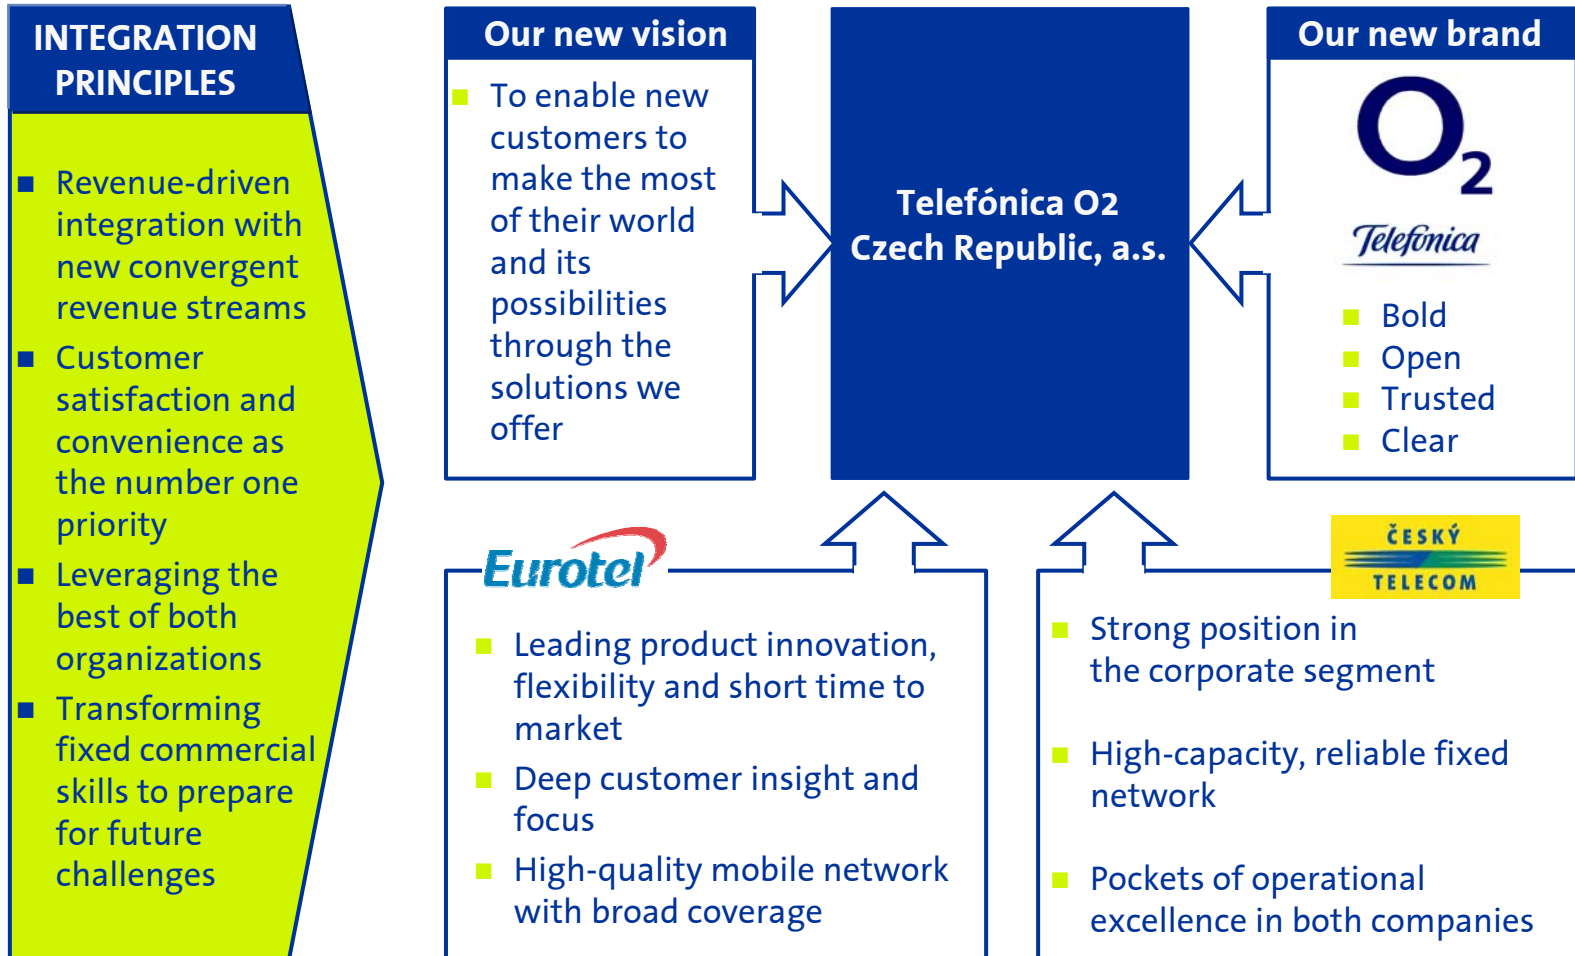 INTEGRATION
PRINCIPLES
Revenue-driven
integration with
new convergent
revenue streams
Customer
satisfaction and
convenience as
the number one
priority
Leveraging the
best of both
organizations
Transforming
fixed commercial
skills to prepare
for future
challenges
Our new vision
To enable new
customers to
make the most
of their world
and its
possibilities
through the
solutions we
offer
Telefónica O2
Czech Republic, a.s.
Our new brand
O2
Telefónica
Bold
Open
Trusted
Clear
Eurotel
Leading product innovation,
flexibility and short time to
market
Deep customer insight and
focus
High-quality mobile network
with broad coverage
ČESKÝ
TELECOM
Strong position in
the corporate segment
High-capacity, reliable fixed
network
Pockets of operational
excellence in both companies